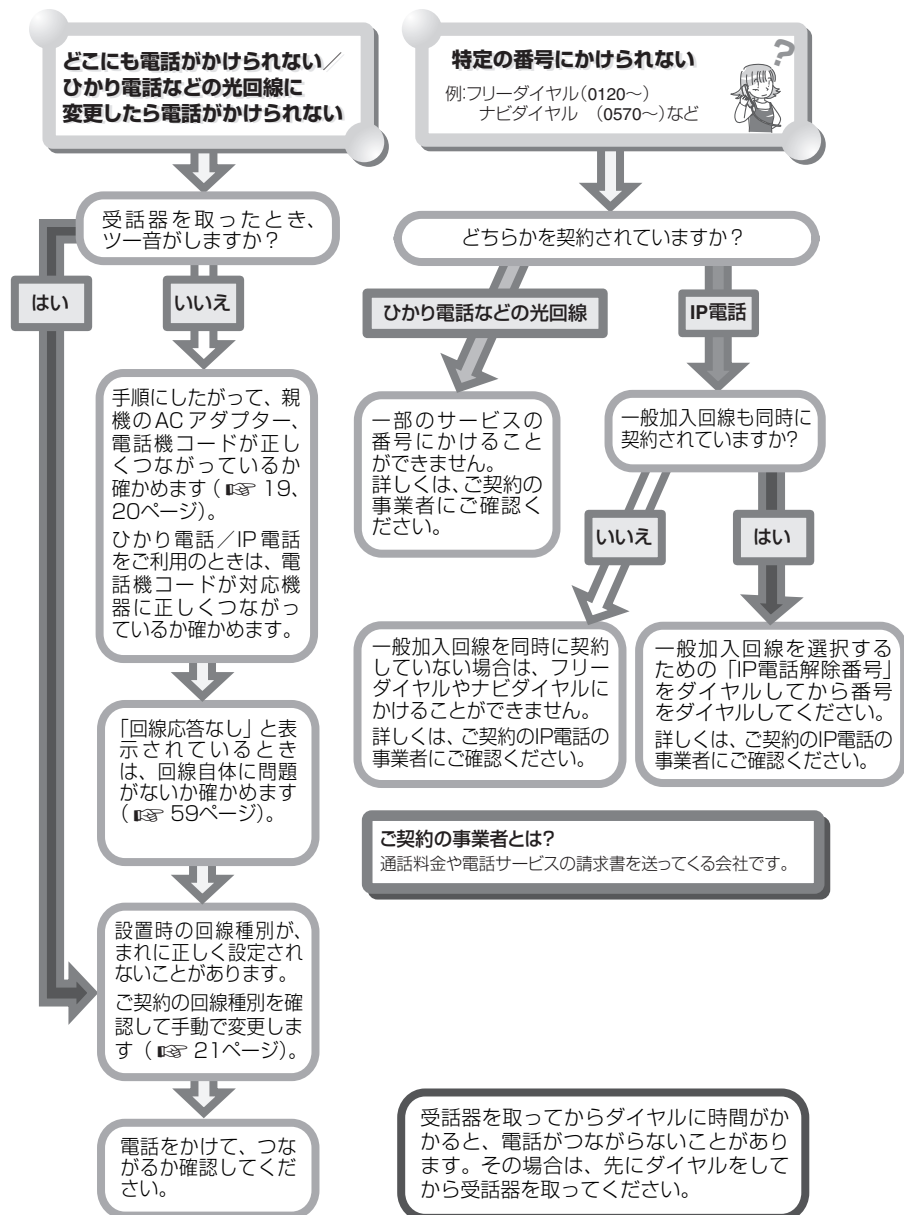 どこにも電話がかけられない／
ひかり電話などの光回線に
変更したら電話がかけられない
受話器を取ったとき、
ツー音がしますか？
はい
いいえ
手順にしたがって、親
機のACアダプター、
電話機コードが正し
くつながっているか
確かめます（☞ 19、
20ページ）。
ひかり電話／IP電話
をご利用のときは、電
話機コードが対応機
器に正しくつながっ
ているか確かめます。
「回線応答なし」と表
示されているとき
は、回線自体に問題
がないか確かめます
（☞ 59ページ）。
設置時の回線種別が、
まれに正しく設定され
ないことがあります。
ご契約の回線種別を確
認して手動で変更しま
す（☞ 21ページ）。
電話をかけて、つな
がるか確認してくだ
さい。
特定の番号にかけられない
例:フリーダイヤル（0120～）
ナビダイヤル （0570～）など
?
どちらかを契約されていますか？
ひかり電話などの光回線
IP電話
一部のサービスの
番号にかけること
ができません。
詳しくは、ご契約の
事業者にご確認く
ださい。
一般加入回線も同時に
契約されていますか?
いいえ
はい
一般加入回線を同時に契約
していない場合は、フリー
ダイヤルやナビダイヤルに
かけることができません。
詳しくは、ご契約のIP電話の
事業者にご確認ください。
一般加入回線を選択する
ための「IP電話解除番号」
をダイヤルしてから番号
をダイヤルしてください。
詳しくは、ご契約のIP電話の
事業者にご確認ください。
ご契約の事業者とは?
通話料金や電話サービスの請求書を送ってくる会社です。
受話器を取ってからダイヤルに時間がか
かると、電話がつながらないことがあり
ます。その場合は、先にダイヤルをして
から受話器を取ってください。